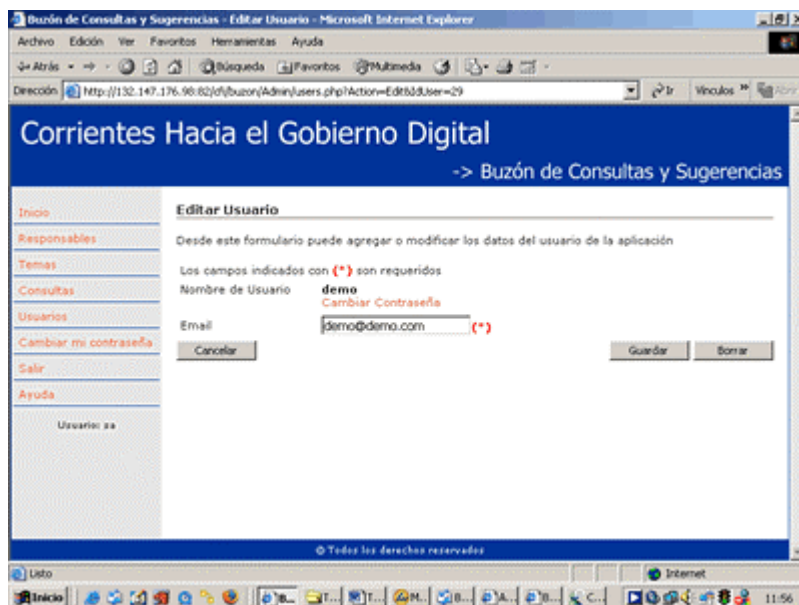 Buzón de Consultas y Sugerencias - Editar Usuario - Microsoft Internet Explorer
Archivo Edición Ver Favoritos Herramientas Ayuda
Atrás Búsqueda Favoritos Multimedia
Dirección http://132.147.176.98:82/cf/buzon/Admin/users.php?Action=Edit&IdUser=29 Ir Vínculos
Corrientes Hacia el Gobierno Digital
-> Buzón de Consultas y Sugerencias
Inicio
Responsables
Temas
Consultas
Usuarios
Cambiar mi contraseña
Salir
Ayuda
Usuario: sa
Editar Usuario
Desde este formulario puede agregar o modificar los datos del usuario de la aplicación
Los campos indicados con (*) son requeridos
Nombre de Usuario demo
Cambiar Contraseña
Email demo@demo.com (*)
Cancelar Guardar Borrar
© Todos los derechos reservados
Listo Internet
Inicio 11:56